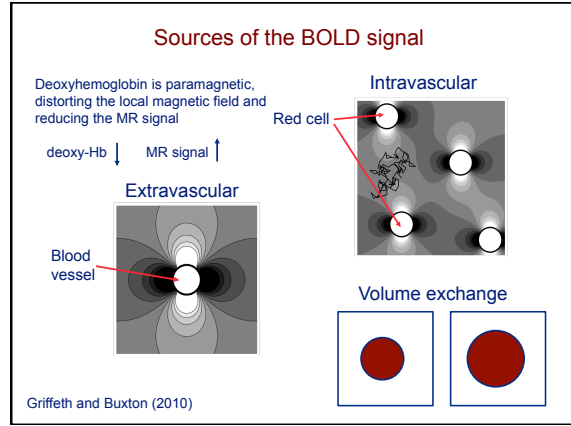 Sources of the BOLD signal
Deoxyhemoglobin is paramagnetic,
distorting the local magnetic field and
reducing the MR signal
deoxy-Hb ↓ MR signal ↑
Extravascular
Blood
vessel
Intravascular
Red cell
Volume exchange
Griffeth and Buxton (2010)